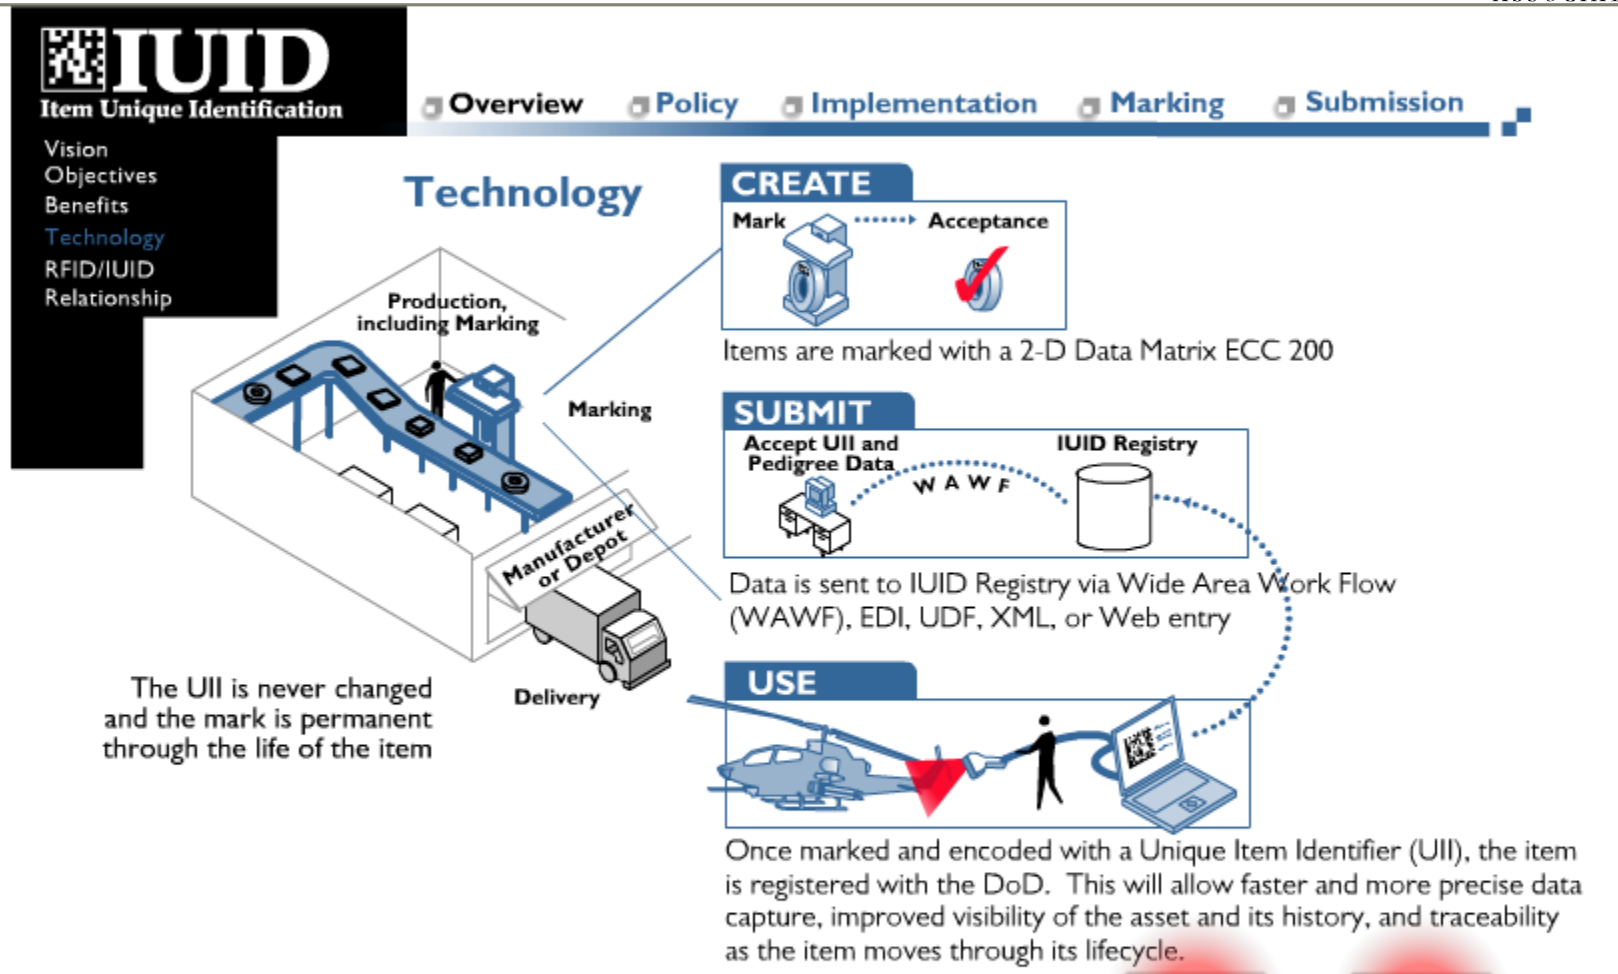 IUID
Item Unique Identification
Overview
Policy
Implementation
Marking
Submission
Vision
Objectives
Benefits
Technology
RFID/IUID
Relationship
Technology
Production,
including Marking
Marking
Manufacturer
or Depot
Delivery
The UII is never changed
and the mark is permanent
through the life of the item
CREATE
Mark
Acceptance
Items are marked with a 2-D Data Matrix ECC 200
SUBMIT
Accept UII and
Pedigree Data
WAWF
IUID Registry
Data is sent to IUID Registry via Wide Area Work Flow
(WAWF), EDI, UDF, XML, or Web entry
USE
Once marked and encoded with a Unique Item Identifier (UII), the item
is registered with the DoD. This will allow faster and more precise data
capture, improved visibility of the asset and its history, and traceability
as the item moves through its lifecycle.